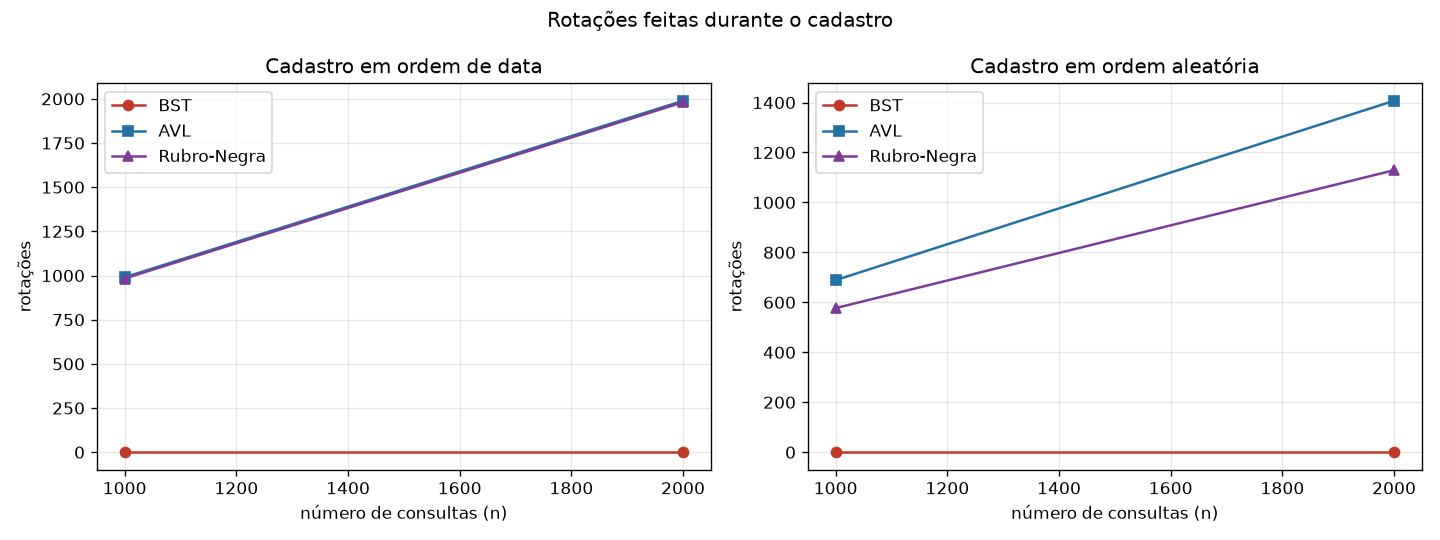 Rotações feitas durante o cadastro
Cadastro em ordem de data
BST
AVL
Rubro-Negra
rotações
2000
1750
1500
1250
1000
750
500
250
0
1000 1200 1400 1600 1800 2000
número de consultas (n)
Cadastro em ordem aleatória
BST
AVL
Rubro-Negra
rotações
1400
1200
1000
800
600
400
200
0
1000 1200 1400 1600 1800 2000
número de consultas (n)